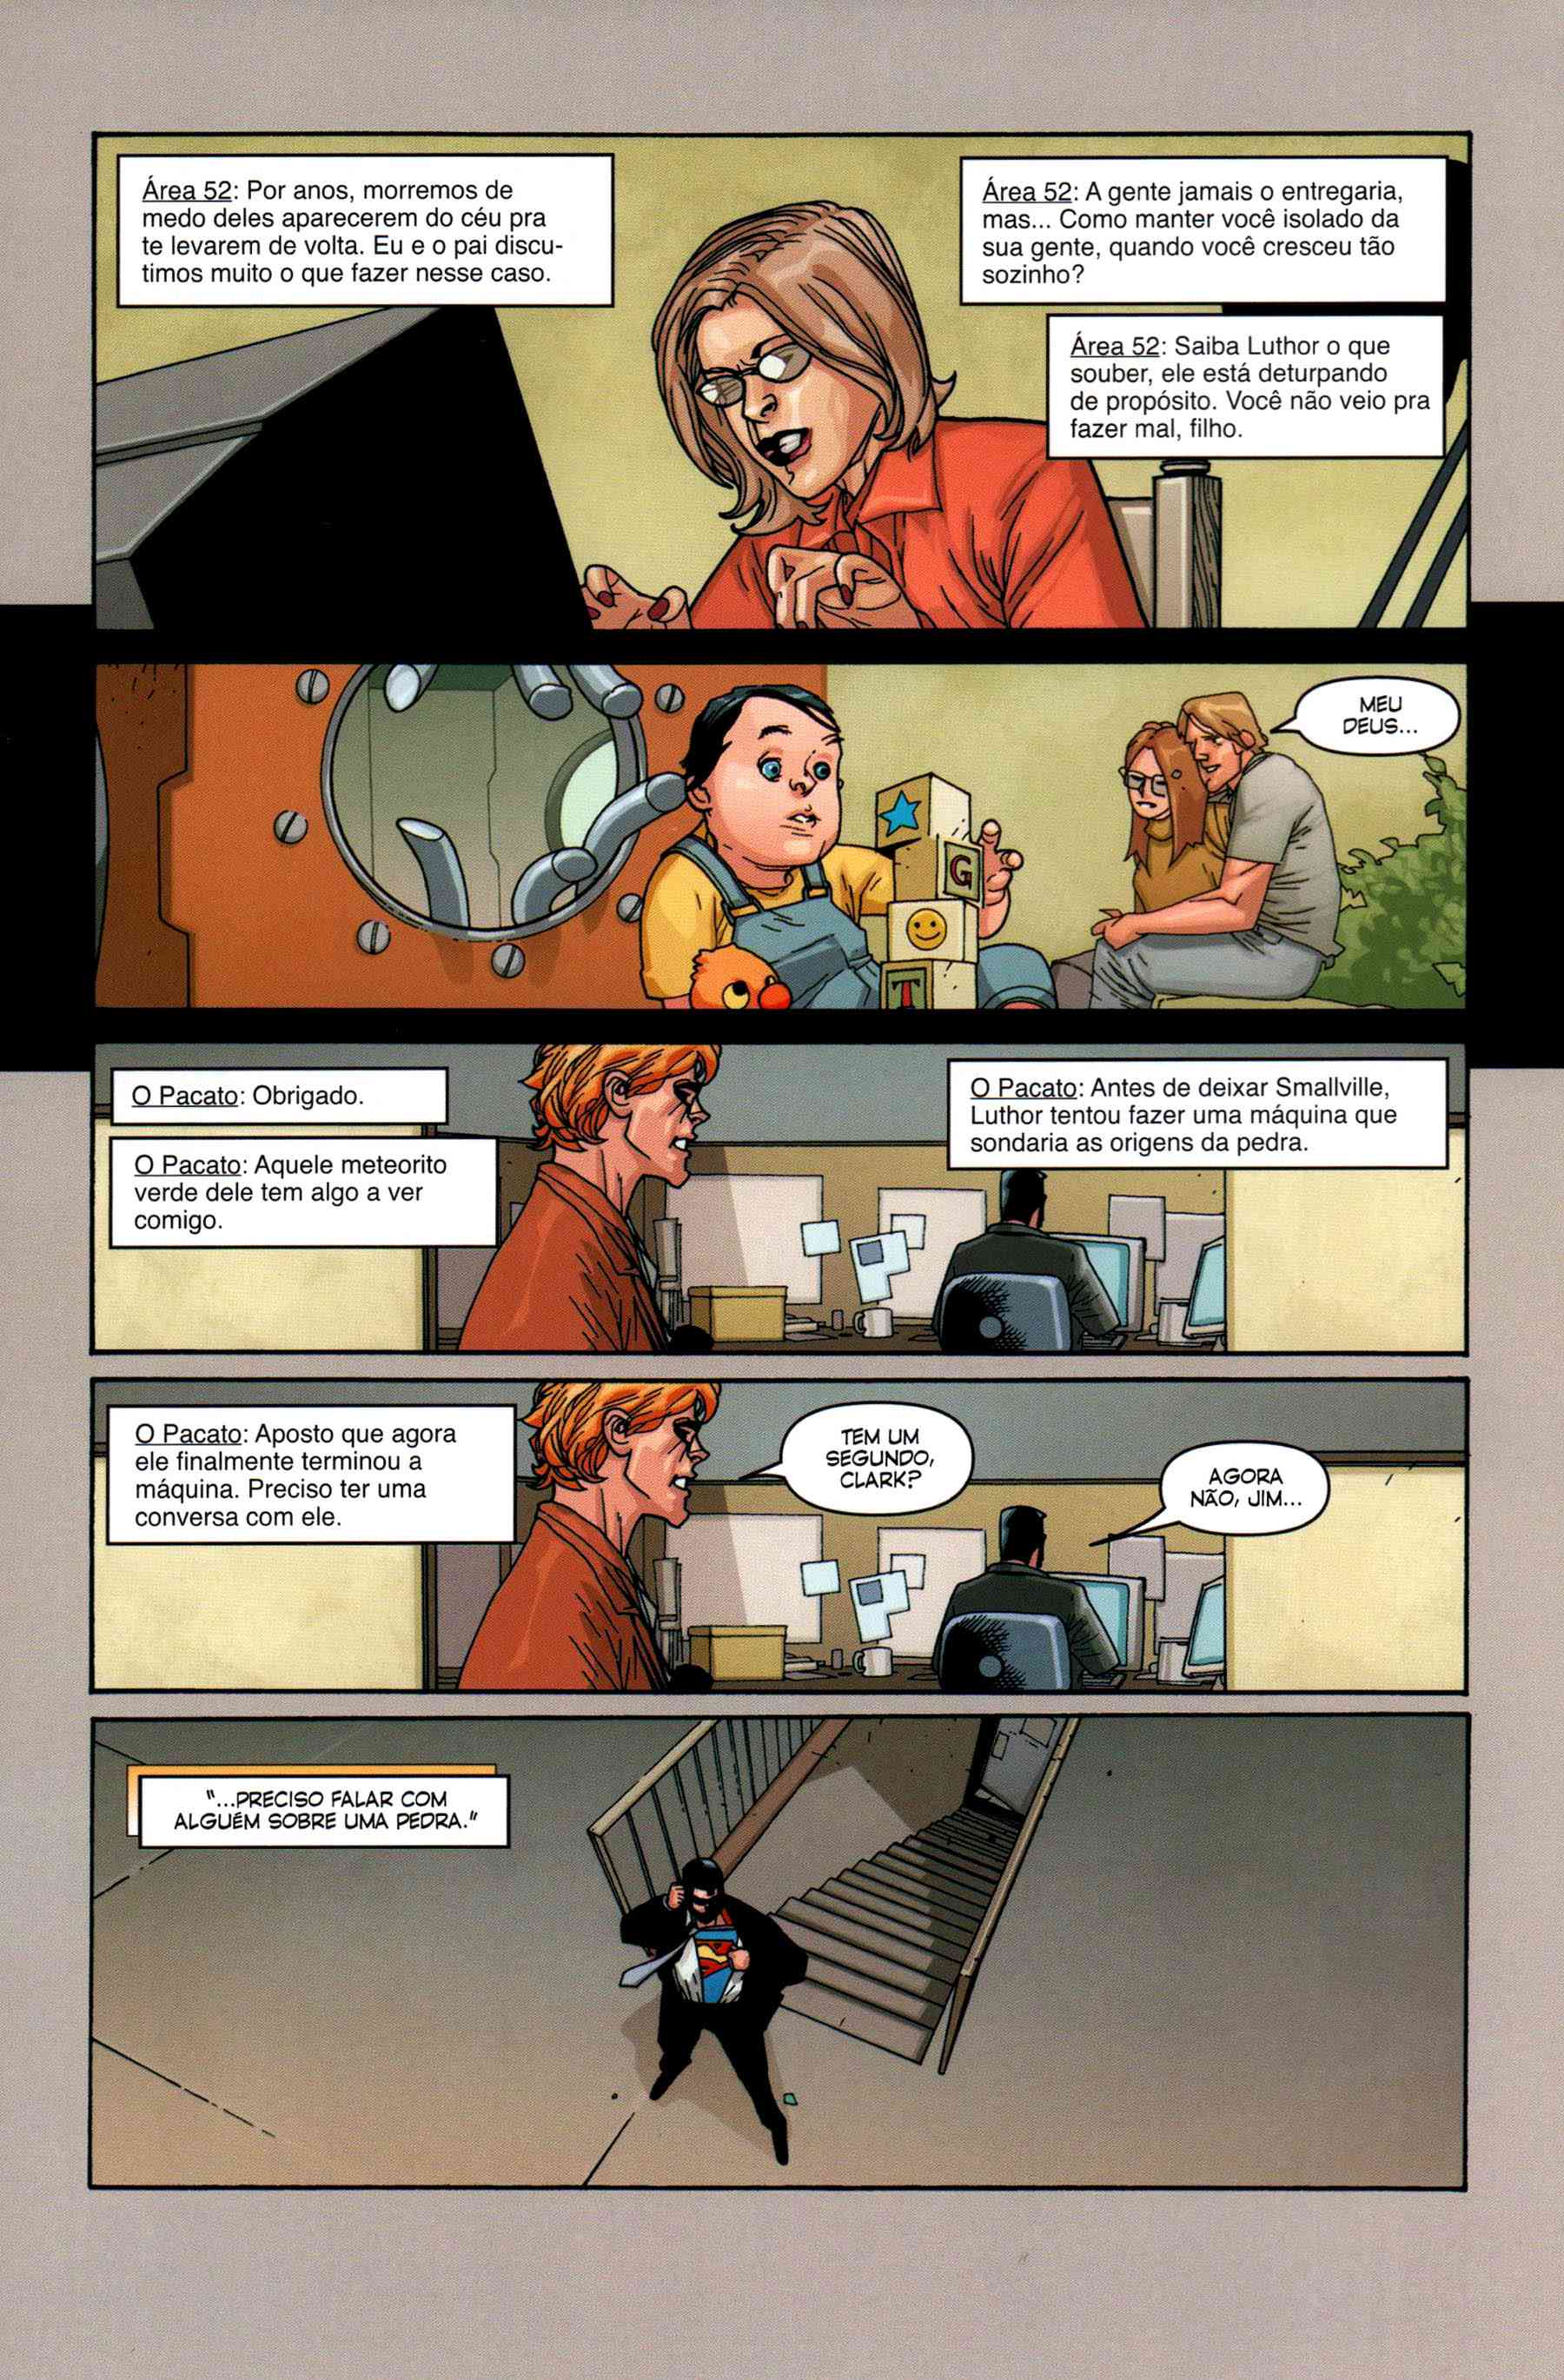 Área 52: Por anos, morremos de
medo deles aparecerem do céu pra
te levarem de volta. Eu e o pai discu-
timos muito o que fazer nesse caso.
Área 52: A gente jamais o entregaria,
mas... Como manter você isolado da
sua gente, quando você cresceu tão
sozinho?
Área 52: Saiba Luthor o que
souber, ele está deturpando
de propósito. Você não veio pra
fazer mal, filho.
MEU
DEUS...
G
T
O Pacato: Obrigado.
O Pacato: Aquele meteorito
verde dele tem algo a ver
comigo.
O Pacato: Antes de deixar Smallville,
Luthor tentou fazer uma máquina que
sondaria as origens da pedra.
O Pacato: Aposto que agora
ele finalmente terminou a
máquina. Preciso ter uma
conversa com ele.
TEM UM
SEGUNDO,
CLARK?
AGORA
NÃO, JIM...
"...PRECISO FALAR COM
ALGUÉM SOBRE UMA PEDRA."